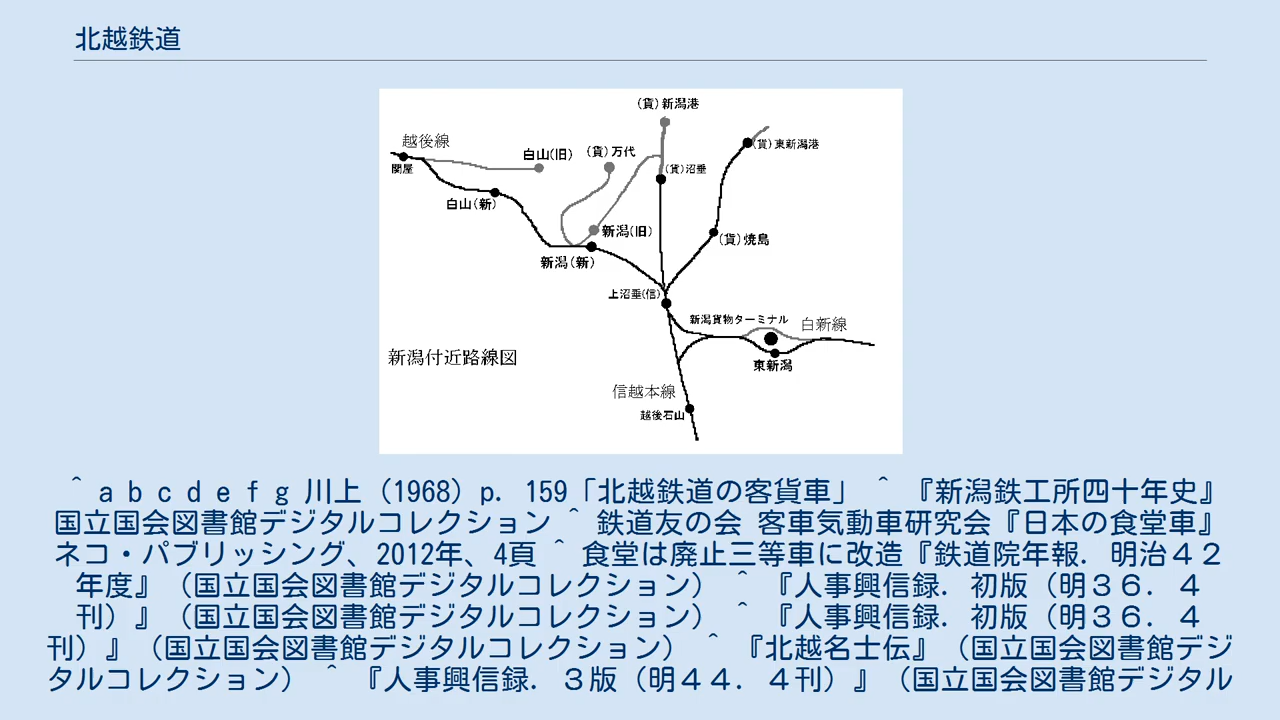 北越鉄道
(貨)新潟港
越後線
関屋
白山(旧)
(貨)万代
(貨)東新潟港
(貨)沼垂
白山(新)
新潟(旧)
(貨)焼島
新潟(新)
上沼垂(信)
新潟貨物ターミナル
白新線
新潟付近路線図
東新潟
信越本線
越後石山
^ a b c d e f g 川上（1968）p. 159「北越鉄道の客貨車」 ^ 『新潟鉄工所四十年史』
国立国会図書館デジタルコレクション ^ 鉄道友の会 客車気動車研究会『日本の食堂車』
ネコ・パブリッシング、2012年、4頁 ^ 食堂は廃止三等車に改造『鉄道院年報. 明治４２
年度』（国立国会図書館デジタルコレクション） ^ 『人事興信録. 初版（明３６．４
刊）』（国立国会図書館デジタルコレクション） ^ 『人事興信録. 初版（明３６．４
刊）』（国立国会図書館デジタルコレクション） ^ 『北越名士伝』（国立国会図書館デジ
タルコレクション） ^ 『人事興信録. ３版（明４４．４刊）』（国立国会図書館デジタル